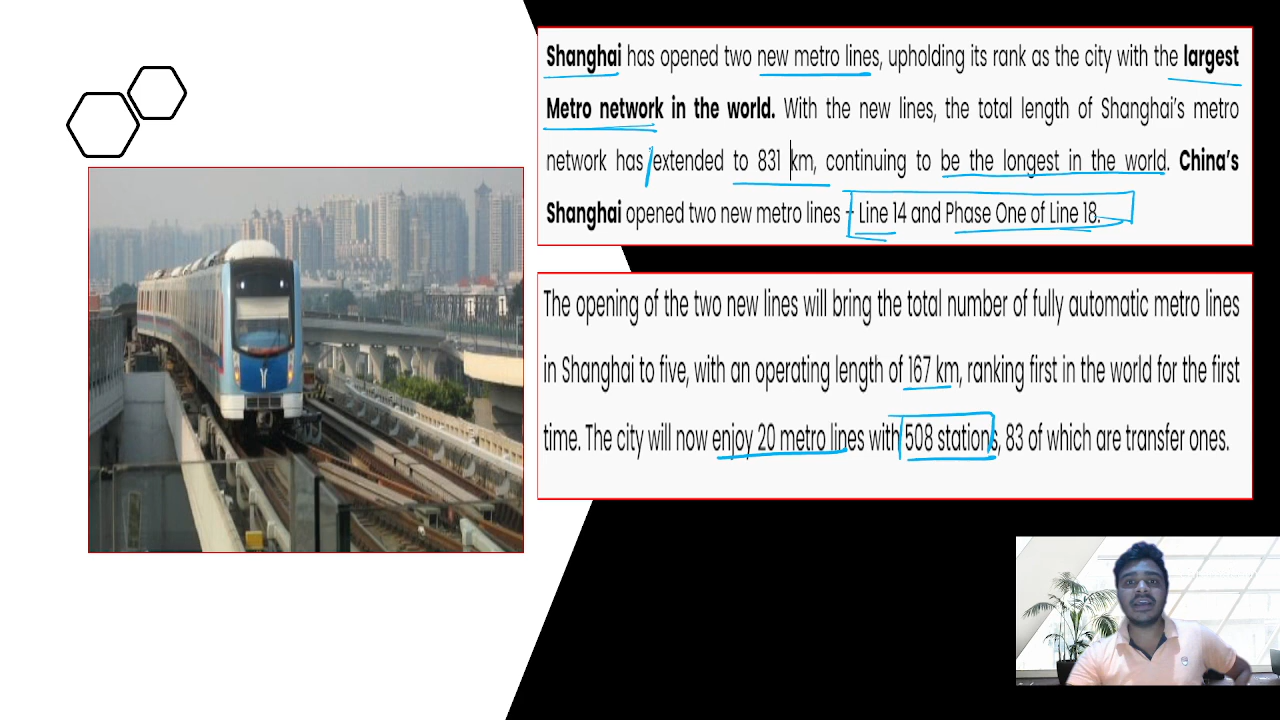 Shanghai has opened two new metro lines, upholding its rank as the city with the largest
Metro network in the world. With the new lines, the total length of Shanghai's metro
network has extended to 831 km, continuing to be the longest in the world. China's
Shanghai opened two new metro lines - Line 14 and Phase One of Line 18.
The opening of the two new lines will bring the total number of fully automatic metro lines
in Shanghai to five, with an operating length of 167 km, ranking first in the world for the first
time. The city will now enjoy 20 metro lines with 508 stations, 83 of which are transfer ones.